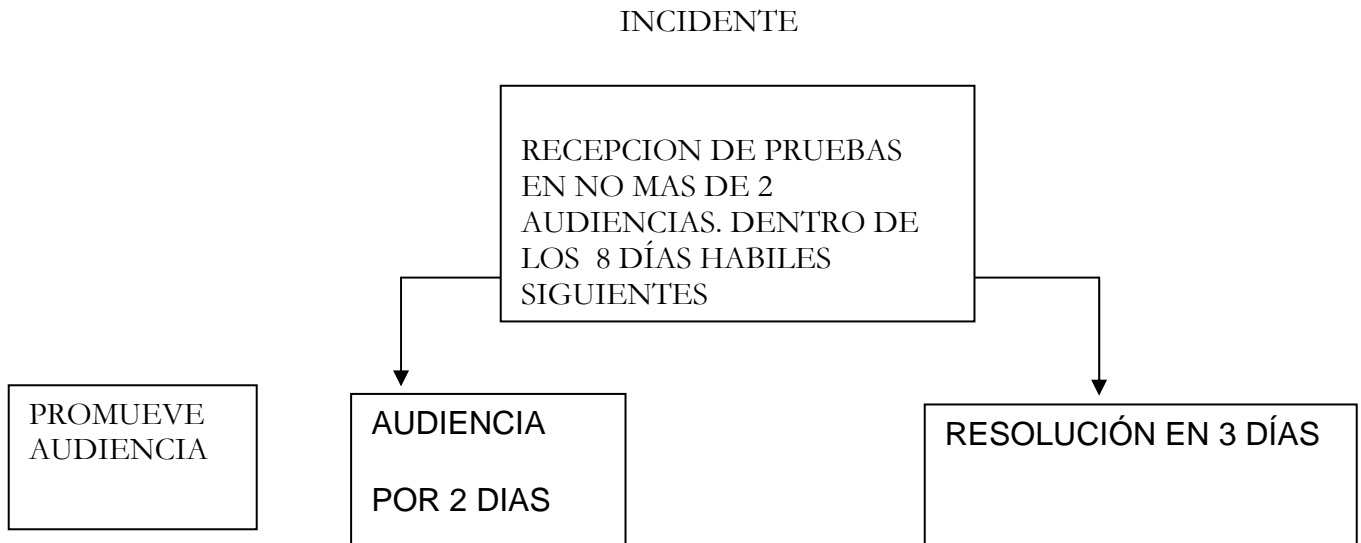 INCIDENTE
RECEPCION DE PRUEBAS
EN NO MAS DE 2
AUDIENCIAS. DENTRO DE
LOS 8 DÍAS HABILES
SIGUIENTES
PROMUEVE
AUDIENCIA
AUDIENCIA
POR 2 DIAS
RESOLUCIÓN EN 3 DÍAS